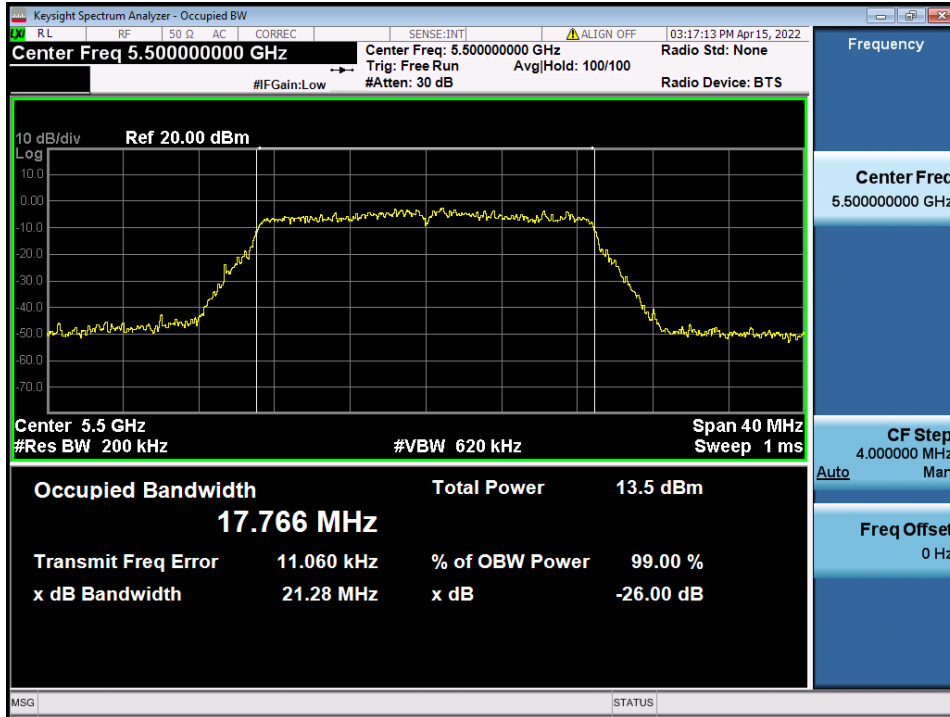 Keysight Spectrum Analyzer - Occupied BW
LXI RL RF 50 Ω AC CORREC SENSE:INT ALIGN OFF 03:17:13 PM Apr 15, 2022
Center Freq 5.500000000 GHz
Center Freq: 5.500000000 GHz
Radio Std: None
Trig: Free Run Avg|Hold: 100/100
#IFGain:Low
#Atten: 30 dB
Radio Device: BTS
10 dB/div Ref 20.00 dBm
Log
10.0
0.00
-10.0
-20.0
-30.0
-40.0
-50.0
-60.0
-70.0
Center 5.5 GHz Span 40 MHz
#Res BW 200 kHz #VBW 620 kHz Sweep 1 ms
Occupied Bandwidth Total Power 13.5 dBm
17.766 MHz
Transmit Freq Error 11.060 kHz % of OBW Power 99.00 %
x dB Bandwidth 21.28 MHz x dB -26.00 dB
Frequency
Center Freq
5.500000000 GHz
CF Step
4.000000 MHz
Auto Man
Freq Offset
0 Hz
MSG STATUS